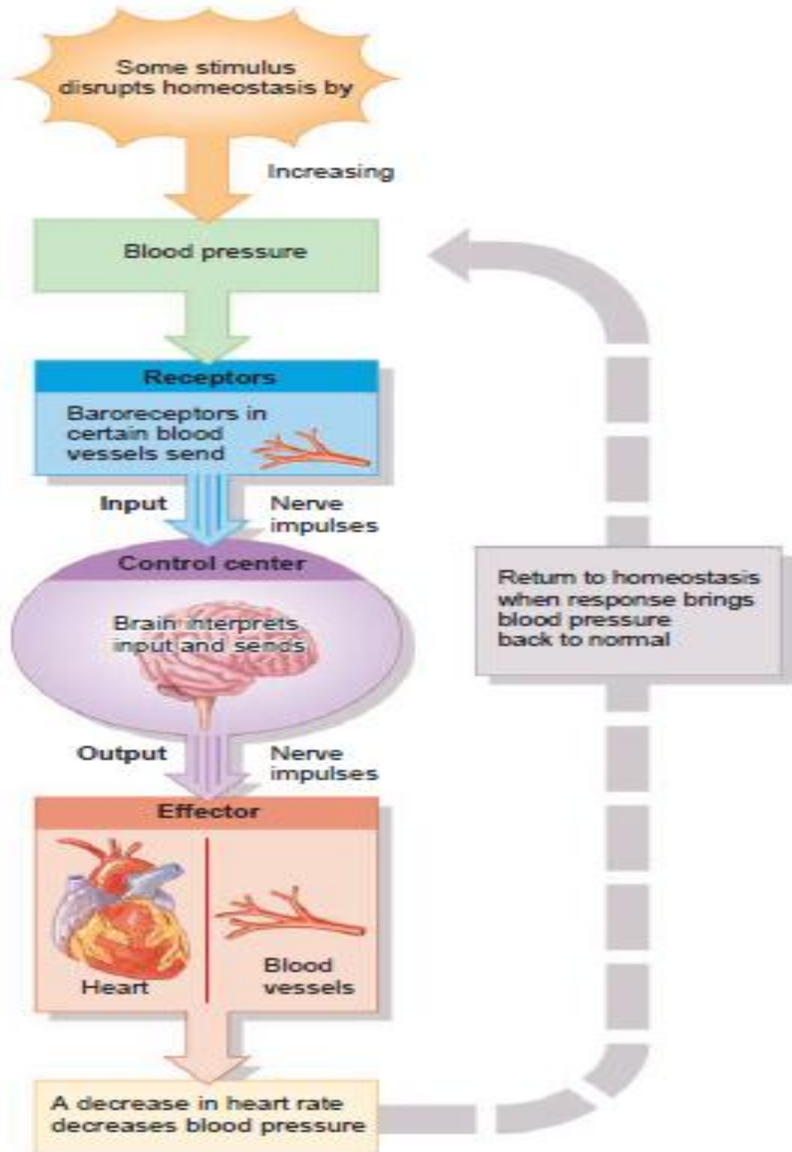 Some stimulus
disrupts homeostasis by
Increasing
Blood pressure
Receptors
Baroreceptors in
certain blood
vessels send
Input
Nerve
impulses
Control center
Brain interprets
input and sends
Output
Nerve
impulses
Effector
Heart
Blood
vessels
A decrease in heart rate
decreases blood pressure
Return to homeostasis
when response brings
blood pressure
back to normal